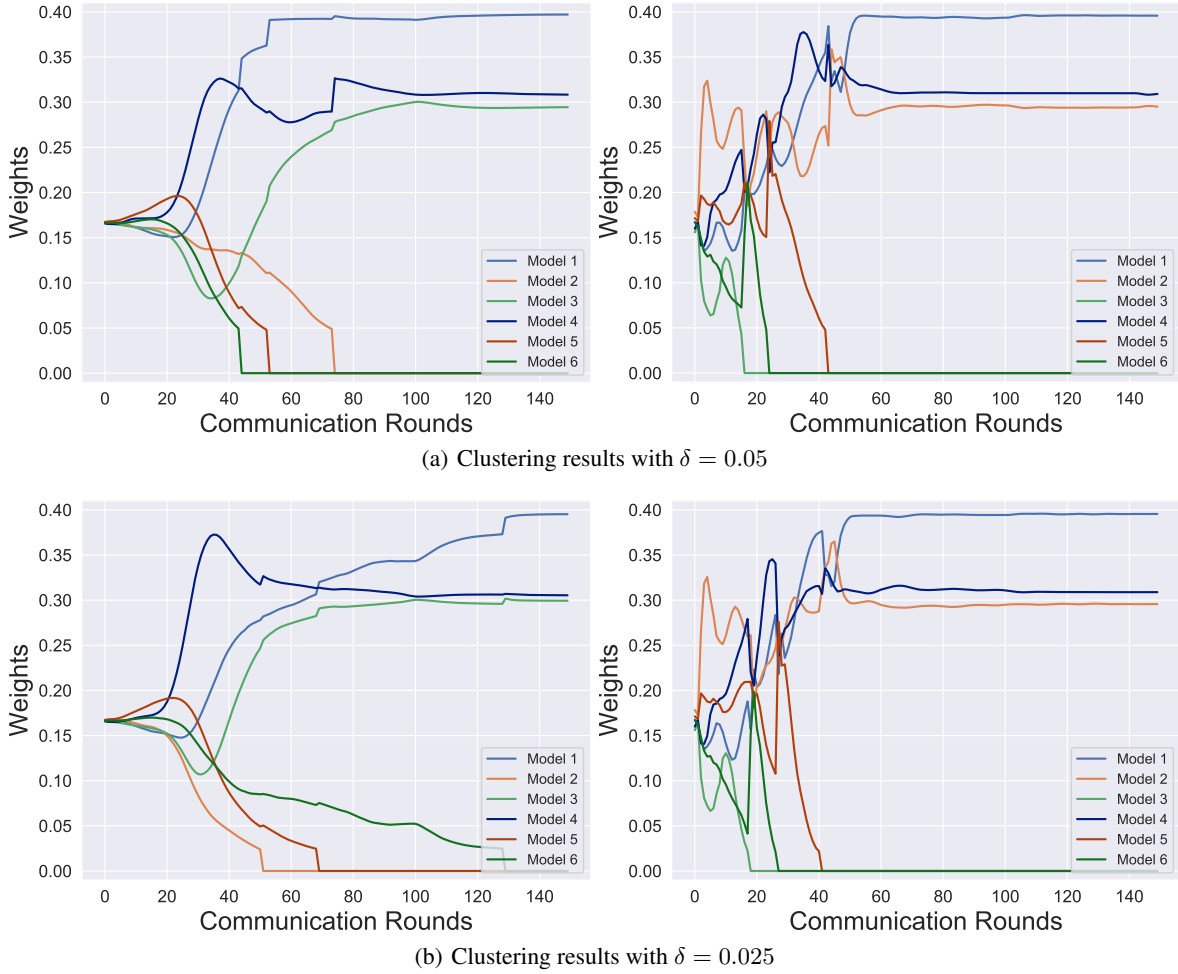 0.40
0.35
0.30
0.25
0.20
0.15
0.10
0.05
0.00
Weights
Model 1
Model 2
Model 3
Model 4
Model 5
Model 6
0 20 40 60 80 100 120 140
Communication Rounds
0.40
0.35
0.30
0.25
0.20
0.15
0.10
0.05
0.00
Weights
Model 1
Model 2
Model 3
Model 4
Model 5
Model 6
0 20 40 60 80 100 120 140
Communication Rounds
(a) Clustering results with δ = 0.05
0.40
0.35
0.30
0.25
0.20
0.15
0.10
0.05
0.00
Weights
Model 1
Model 2
Model 3
Model 4
Model 5
Model 6
0 20 40 60 80 100 120 140
Communication Rounds
0.40
0.35
0.30
0.25
0.20
0.15
0.10
0.05
0.00
Weights
Model 1
Model 2
Model 3
Model 4
Model 5
Model 6
0 20 40 60 80 100 120 140
Communication Rounds
(b) Clustering results with δ = 0.025